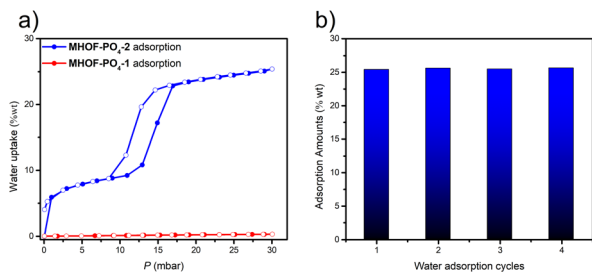 a)
MHOF-PO4-2 adsorption
MHOF-PO4-1 adsorption
Water uptake (%wt)
30
20
10
0
0 5 10 15 20 25 30
P (mbar)
b)
Adsorption Amounts (% wt)
30
25
20
15
10
5
0
1 2 3 4
Water adsorption cycles